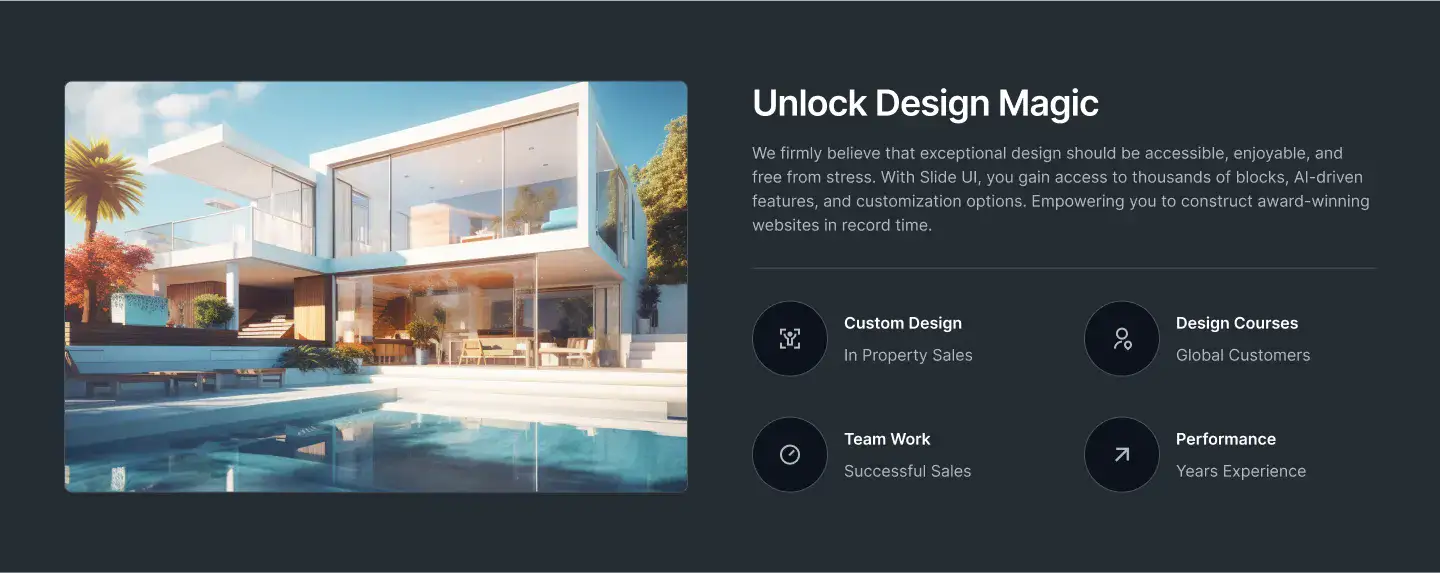 Unlock Design Magic
We firmly believe that exceptional design should be accessible, enjoyable, and
free from stress. With Slide UI, you gain access to thousands of blocks, AI-driven
features, and customization options. Empowering you to construct award-winning
websites in record time.
Custom Design
In Property Sales
Design Courses
Global Customers
Team Work
Successful Sales
Performance
Years Experience